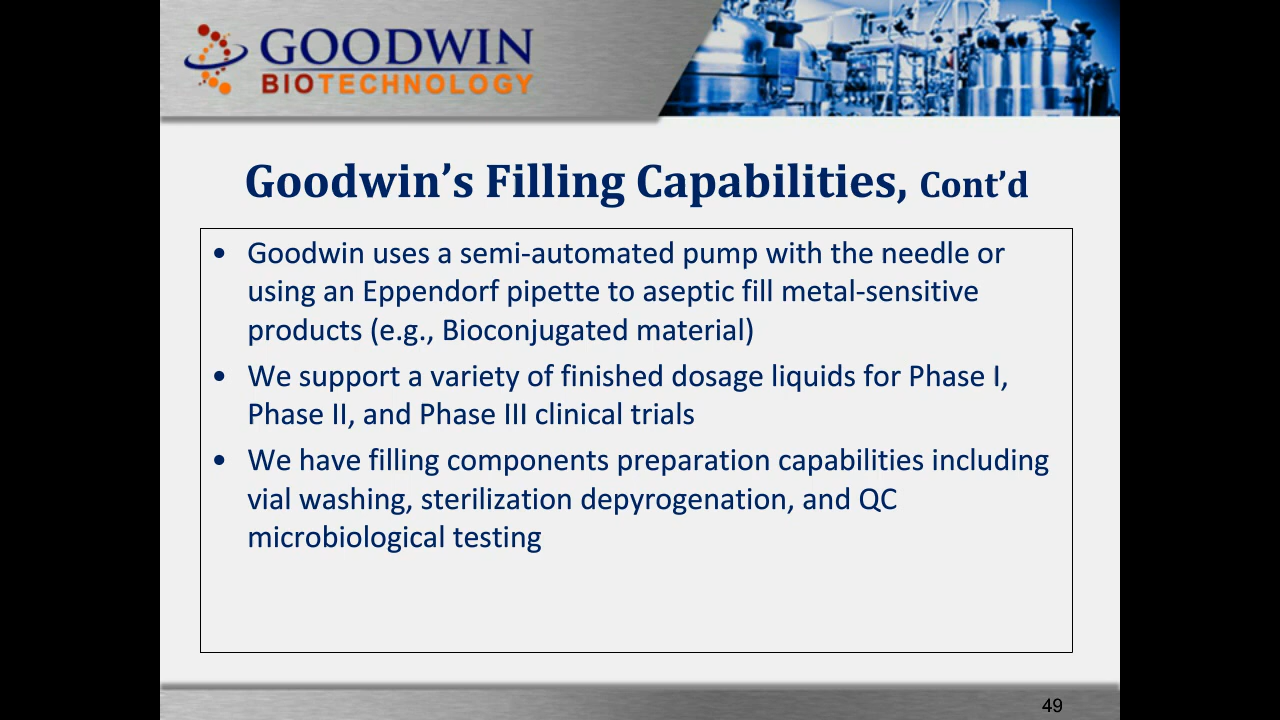 GOODWIN
BIOTECHNOLOGY
Goodwin’s Filling Capabilities, Cont’d
• Goodwin uses a semi-automated pump with the needle or
using an Eppendorf pipette to aseptic fill metal-sensitive
products (e.g., Bioconjugated material)
• We support a variety of finished dosage liquids for Phase I,
Phase II, and Phase III clinical trials
• We have filling components preparation capabilities including
vial washing, sterilization depyrogenation, and QC
microbiological testing
49